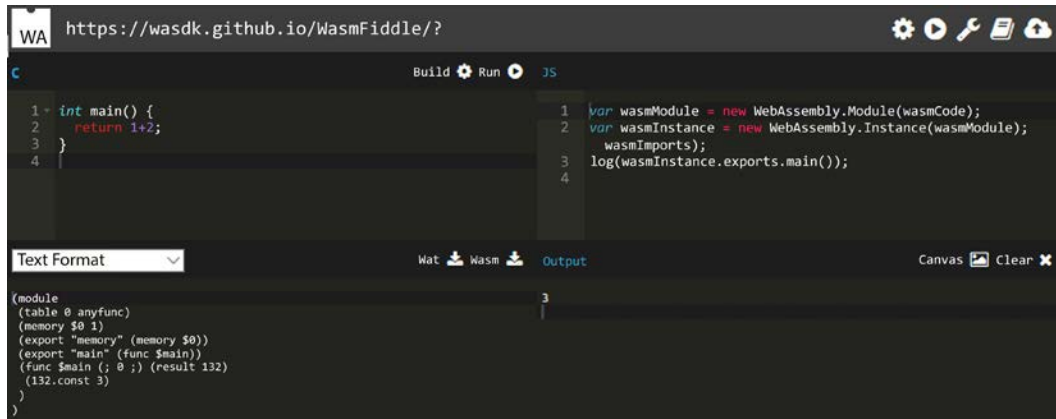 WA https://wasdk.github.io/WasmFiddle/?
C Build Run JS
1 int main() {
2 return 1+2;
3 }
4
1 var wasmModule = new WebAssembly.Module(wasmCode);
2 var wasmInstance = new WebAssembly.Instance(wasmModule);
wasmImports);
3 log(wasmInstance.exports.main());
4
Text Format Wat Wasm Output Canvas Clear
(module
(table 0 anyfunc)
(memory $0 1)
(export "memory" (memory $0))
(export "main" (func $main))
(func $main (; 0 ;) (result 132)
(132.const 3)
)
)
3